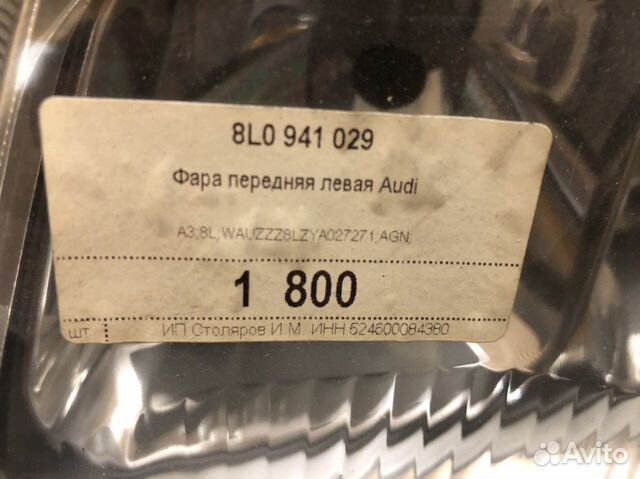 8L0 941 029
Фара передняя левая Audi
A3,8L,WAUZZZ8LZYA027271,AGN;
1 800
шт. ИП Столяров И.М. ИНН 524600084380
Avito